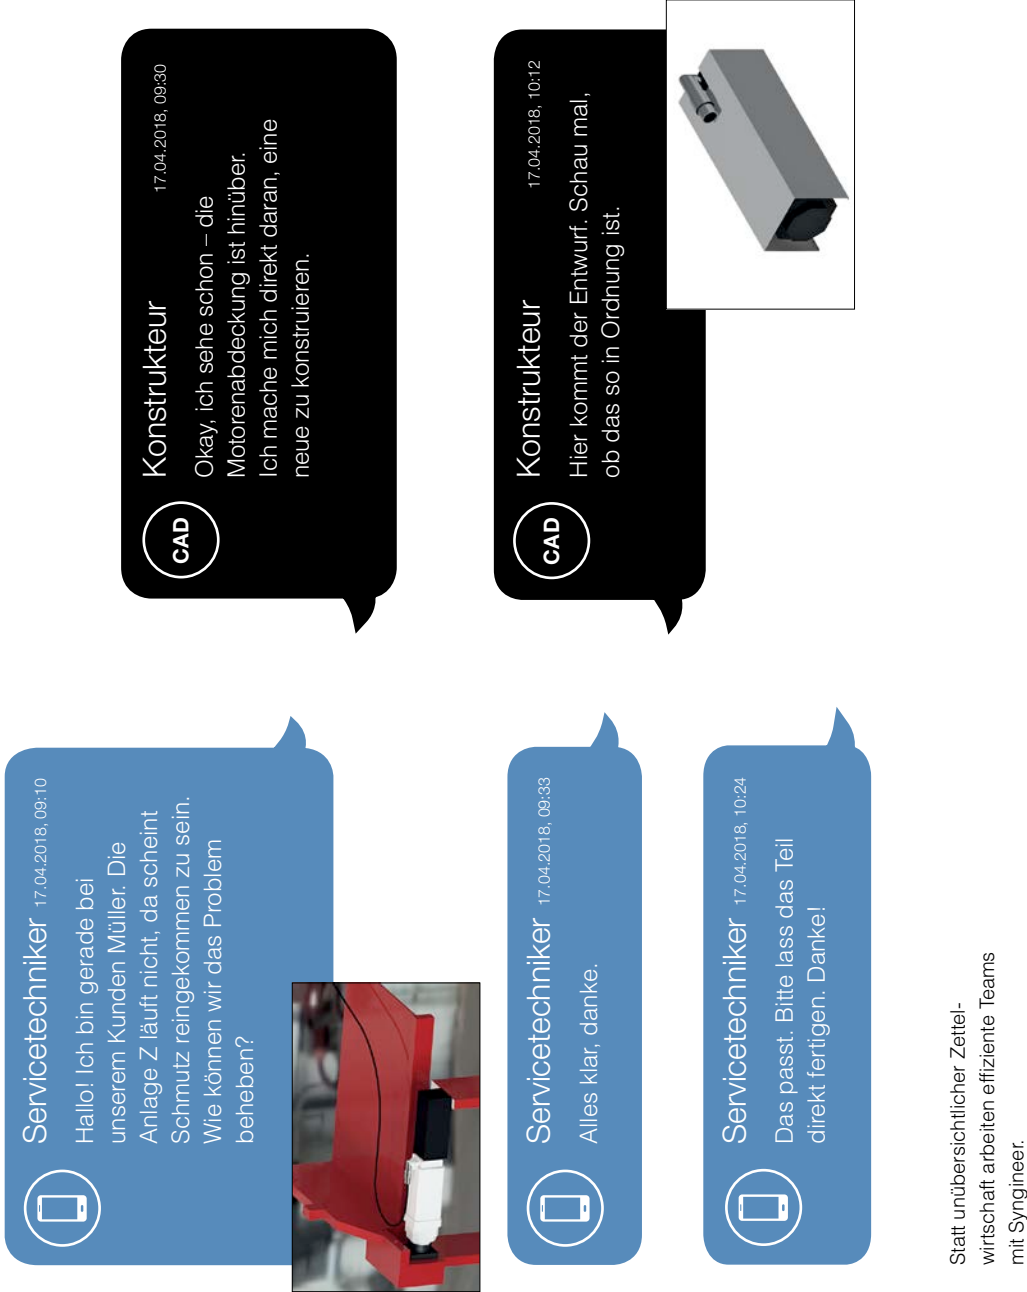 Servicetechniker 17.04.2018, 09:10
Hallo! Ich bin gerade bei
unserem Kunden Müller. Die
Anlage Z läuft nicht, da scheint
Schmutz reingekommen zu sein.
Wie können wir das Problem
beheben?
CAD
Konstrukteur 17.04.2018, 09:30
Okay, ich sehe schon – die
Motorenabdeckung ist hinüber.
Ich mache mich direkt daran, eine
neue zu konstruieren.
Servicetechniker 17.04.2018, 09:33
Alles klar, danke.
CAD
Konstrukteur 17.04.2018, 10:12
Hier kommt der Entwurf. Schau mal,
ob das so in Ordnung ist.
Servicetechniker 17.04.2018, 10:24
Das passt. Bitte lass das Teil
direkt fertigen. Danke!
Statt unübersichtlicher Zettel-
wirtschaft arbeiten effiziente Teams
mit Syngineer.